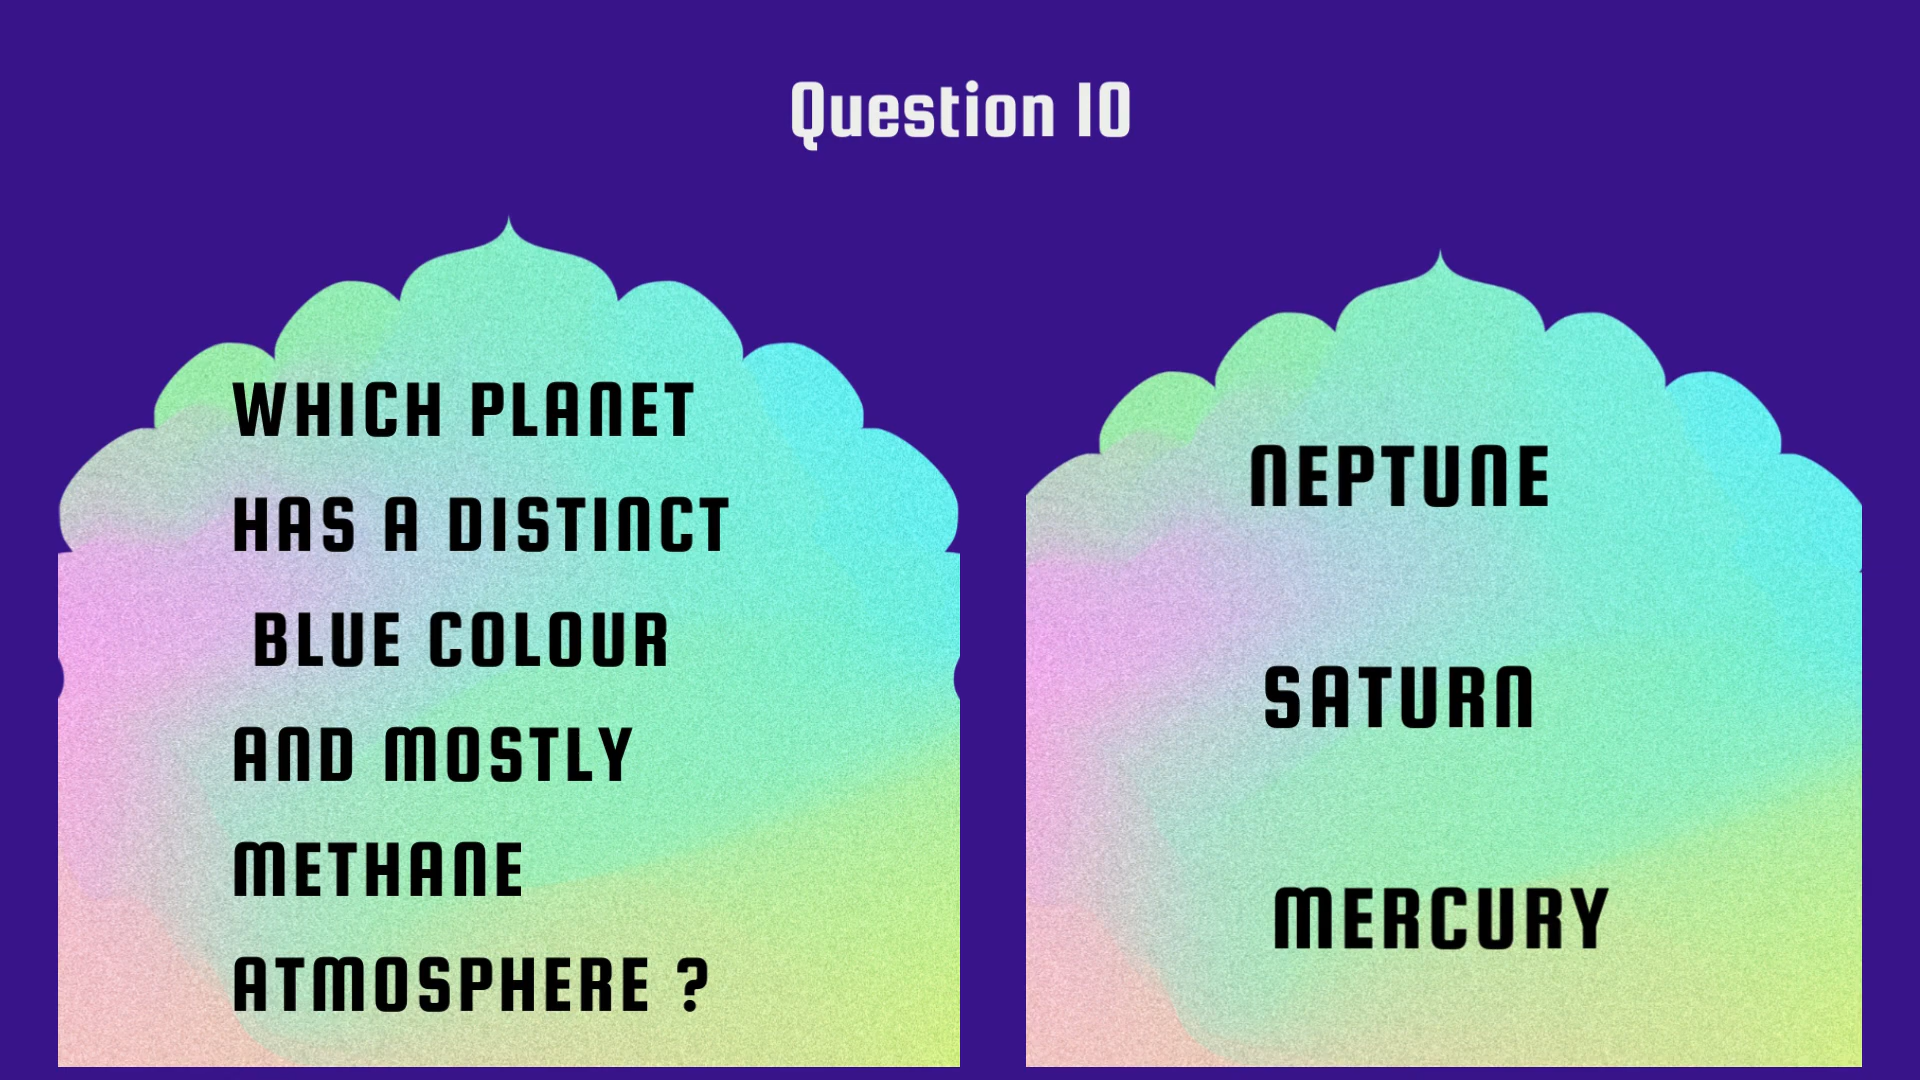 Question 10
WHICH PLANET
HAS A DISTINCT
BLUE COLOUR
AND MOSTLY
METHANE
ATMOSPHERE ?
NEPTUNE
SATURN
MERCURY